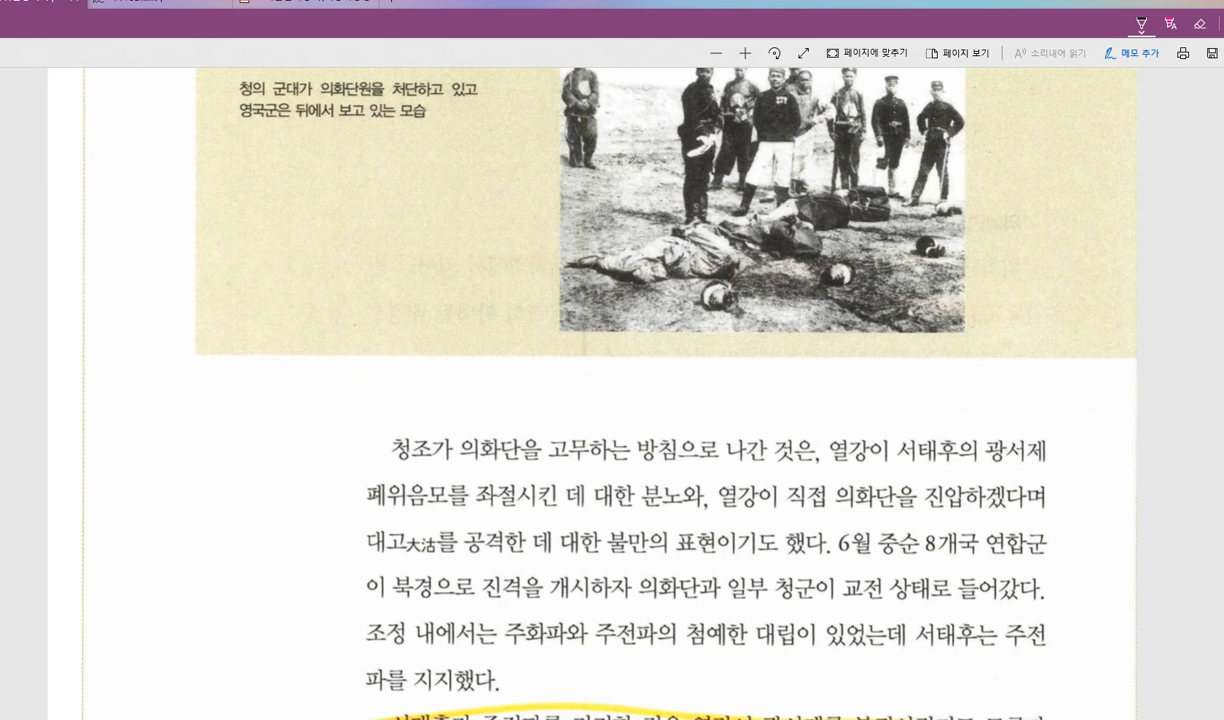 페이지에 맞추기
페이지 보기
소리내어 읽기
메모 추가
청의 군대가 의화단원을 처단하고 있고
영국군은 뒤에서 보고 있는 모습
청조가 의화단을 고무하는 방침으로 나간 것은, 열강이 서태후의 광서제
폐위음모를 좌절시킨 데 대한 분노와, 열강이 직접 의화단을 진압하겠다며
대고大沽를 공격한 데 대한 불만의 표현이기도 했다. 6월 중순 8개국 연합군
이 북경으로 진격을 개시하자 의화단과 일부 청군이 교전 상태로 들어갔다.
조정 내에서는 주화파와 주전파의 첨예한 대립이 있었는데 서태후는 주전
파를 지지했다.